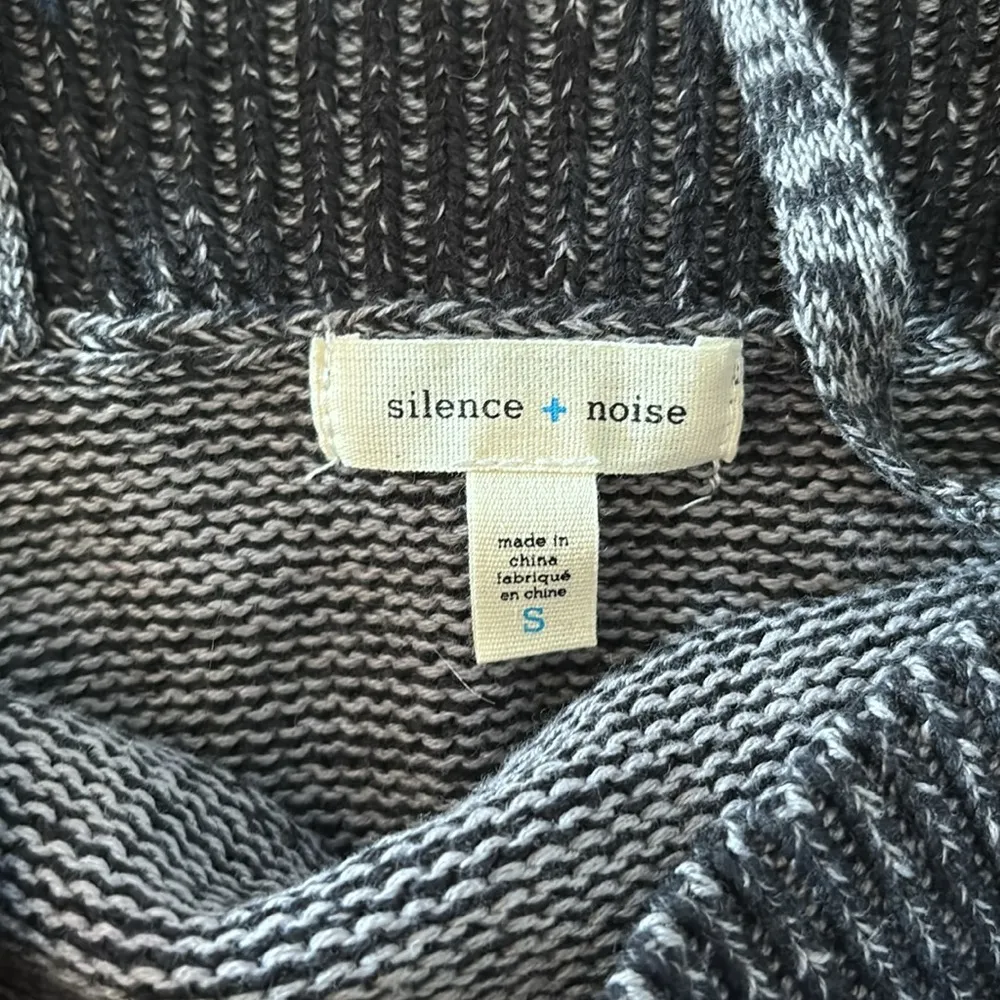 silence + noise
made in
china
fabriqué
en chine
S